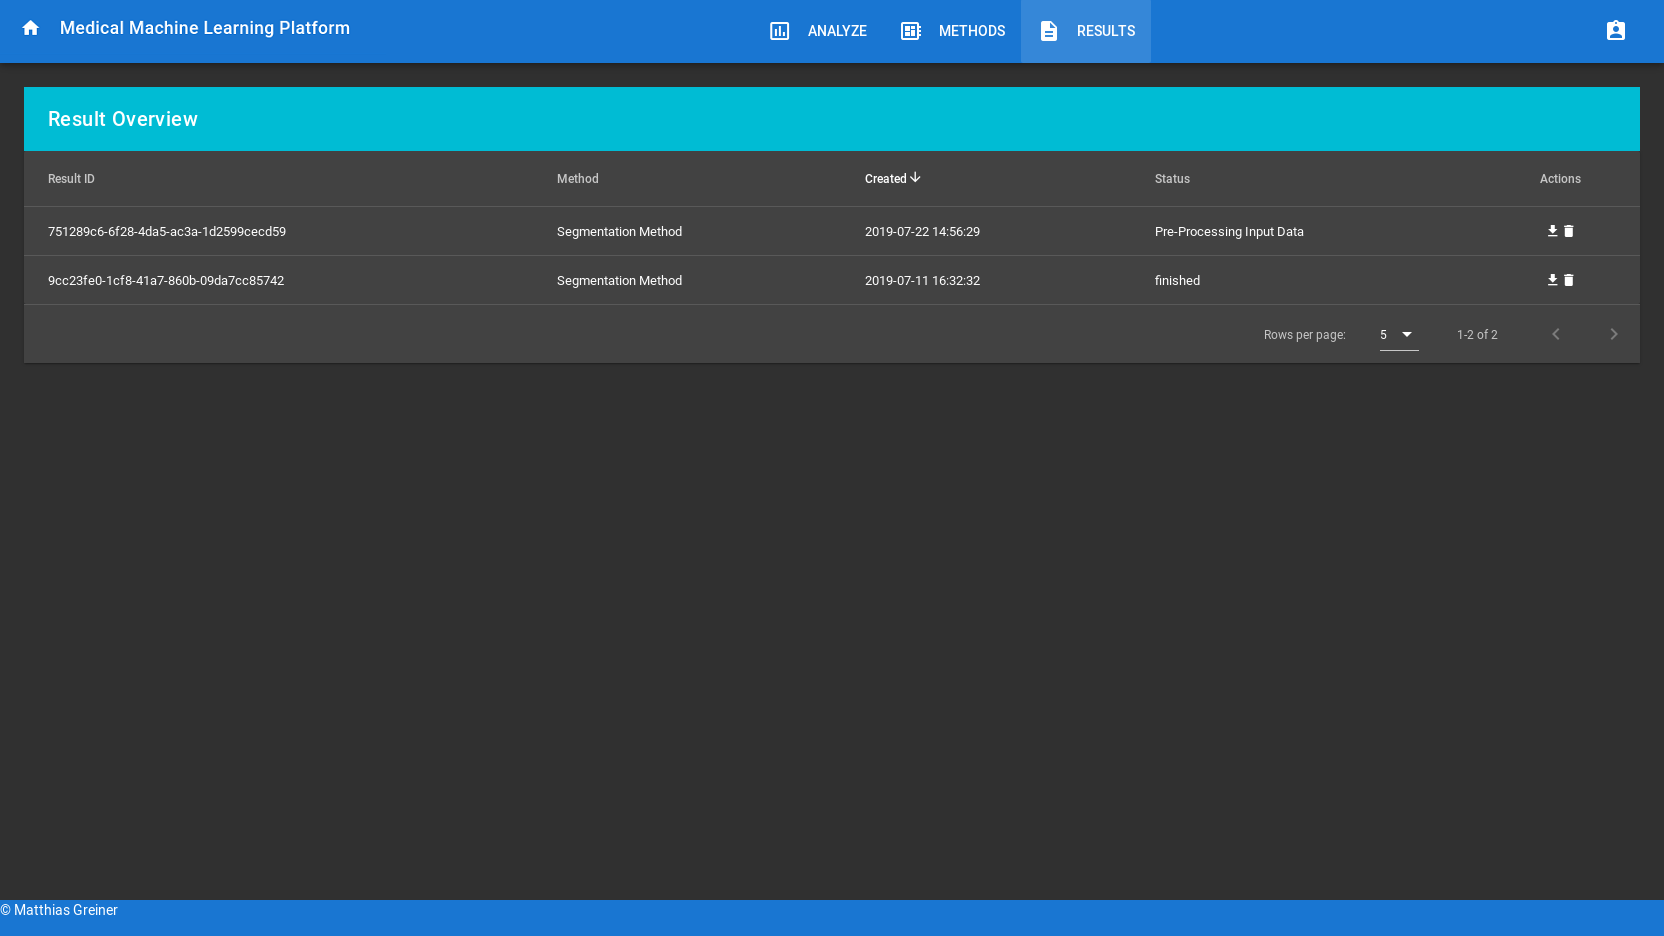 Medical Machine Learning Platform
ANALYZE METHODS RESULTS
Result Overview
Result ID Method Created Status Actions
751289c6-6f28-4da5-ac3a-1d2599cecd59 Segmentation Method 2019-07-22 14:56:29 Pre-Processing Input Data
9cc23fe0-1cf8-41a7-860b-09da7cc85742 Segmentation Method 2019-07-11 16:32:32 finished
Rows per page: 5 1-2 of 2
© Matthias Greiner